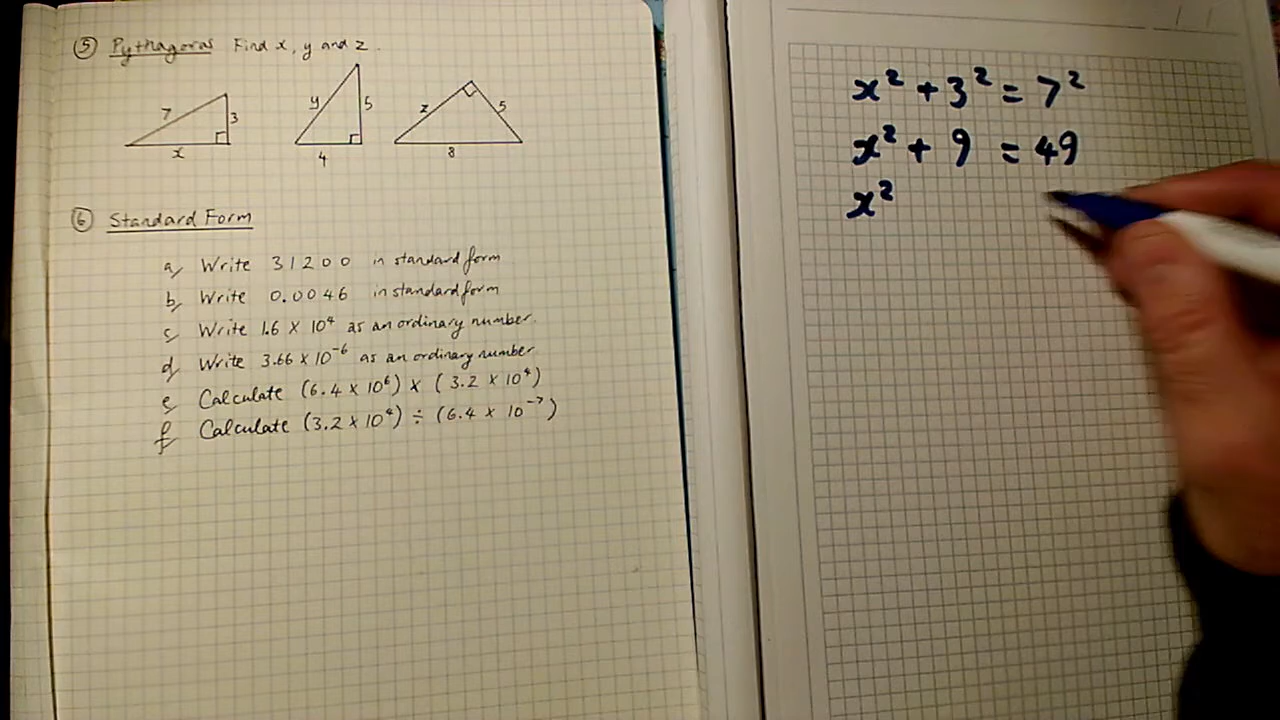 ⑤ Pythagoras Find x, y and z.
7 3 x
y 5 4
z 5 8
⑥ Standard Form
a, Write 31200 in standard form
b, Write 0.0046 in standard form
c, Write 1.6 × 10⁴ as an ordinary number.
d, Write 3.66 × 10⁻⁶ as an ordinary number
e, Calculate (6.4 × 10⁶) × (3.2 × 10⁴)
f, Calculate (3.2 × 10⁴) ÷ (6.4 × 10⁻⁷)
x² + 3² = 7²
x² + 9 = 49
x²